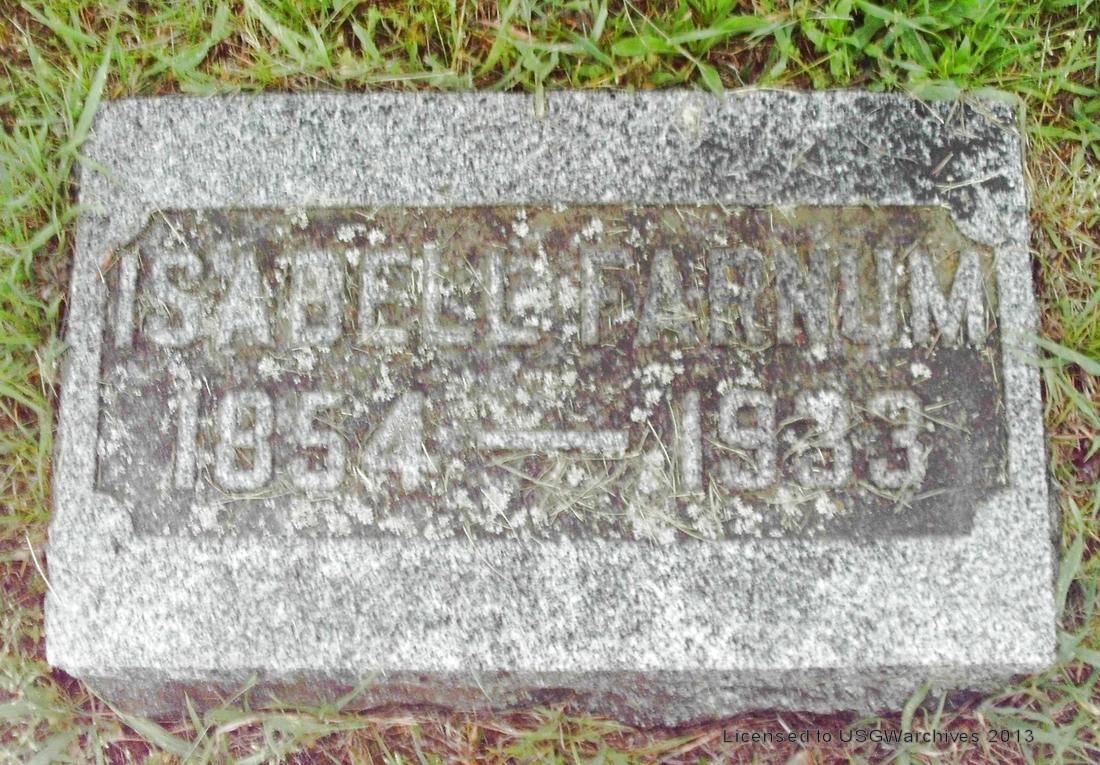 ISABELL FARNUM
1854 — 1933
Licensed to USGWarchives 2013